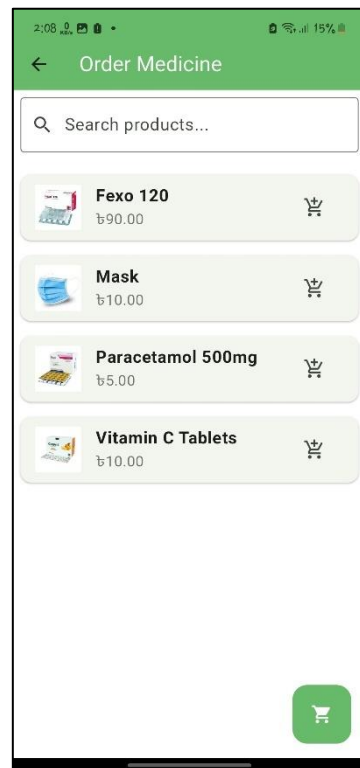 2:08
15%
Order Medicine
Search products...
Fexo 120
৳90.00
Mask
৳10.00
Paracetamol 500mg
৳5.00
Vitamin C Tablets
৳10.00